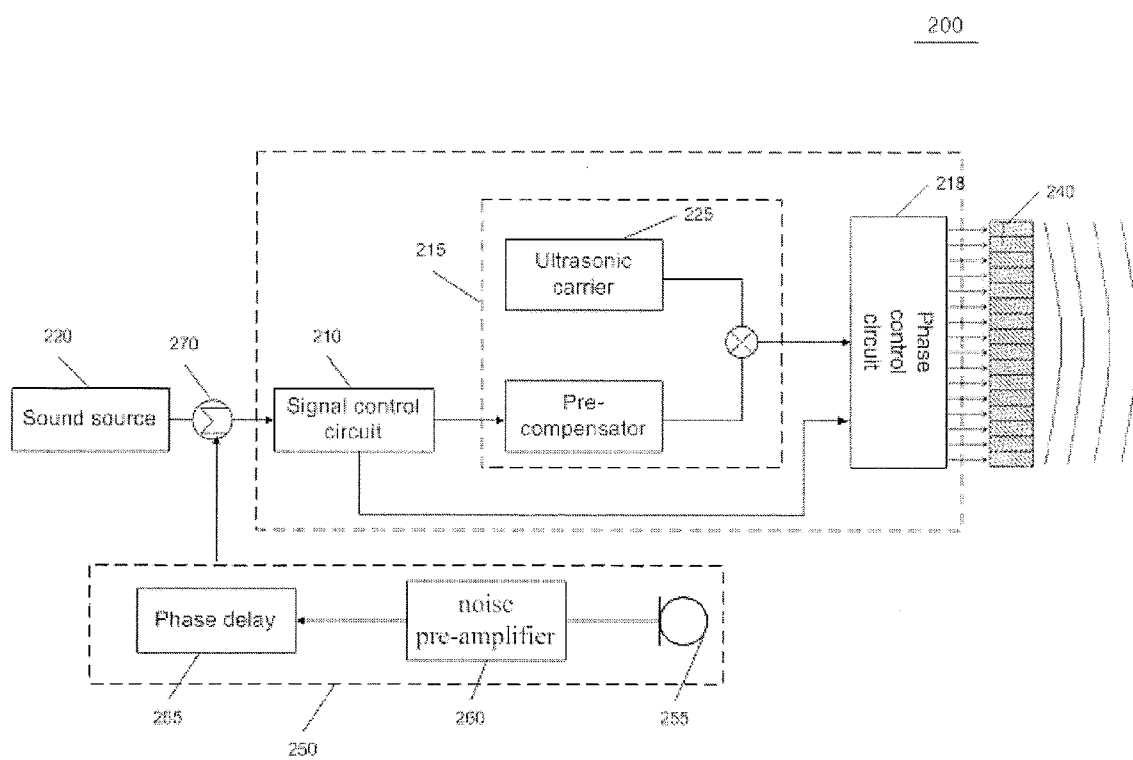 200
218
240
225
215
Ultrasonic
carrier
Phase
control
circuit
220
270
210
Sound source
Σ
Signal control
circuit
Pre-
compensator
Phase delay
noise
pre-amplifier
265
260
255
250